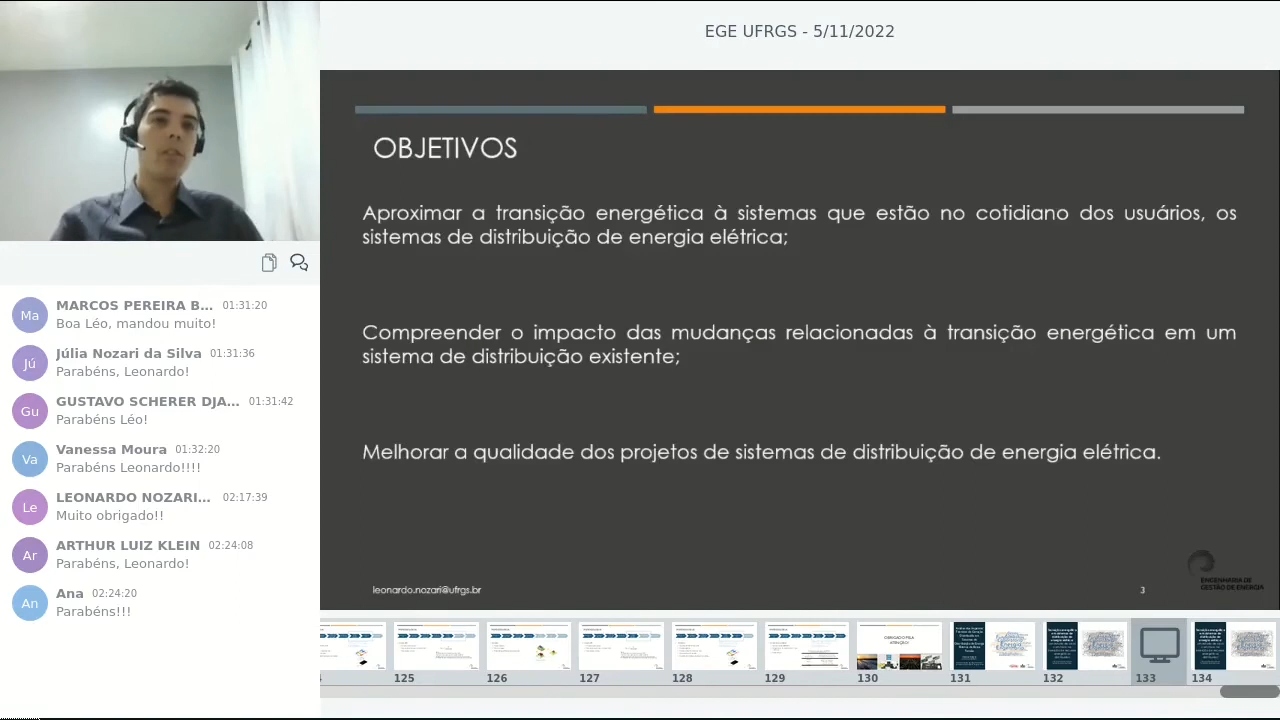 EGE UFRGS - 5/11/2022
OBJETIVOS
Aproximar a transição energética à sistemas que estão no cotidiano dos usuários, os
sistemas de distribuição de energia elétrica;
Compreender o impacto das mudanças relacionadas à transição energética em um
sistema de distribuição existente;
Melhorar a qualidade dos projetos de sistemas de distribuição de energia elétrica.
leonardo.nozari@ufrgs.br
3
ENGENHARIA DE
GESTÃO DE ENERGIA
Ma
MARCOS PEREIRA B... 01:31:20
Boa Léo, mandou muito!
Jú
Júlia Nozari da Silva 01:31:36
Parabéns, Leonardo!
Gu
GUSTAVO SCHERER DJA... 01:31:42
Parabéns Léo!
Va
Vanessa Moura 01:32:20
Parabéns Leonardo!!!!
Le
LEONARDO NOZARI... 02:17:39
Muito obrigado!!
Ar
ARTHUR LUIZ KLEIN 02:24:08
Parabéns, Leonardo!
An
Ana 02:24:20
Parabéns!!!
OBRIGADO PELA
ATENÇÃO!
125 126 127 128 129 130 131 132 133 134